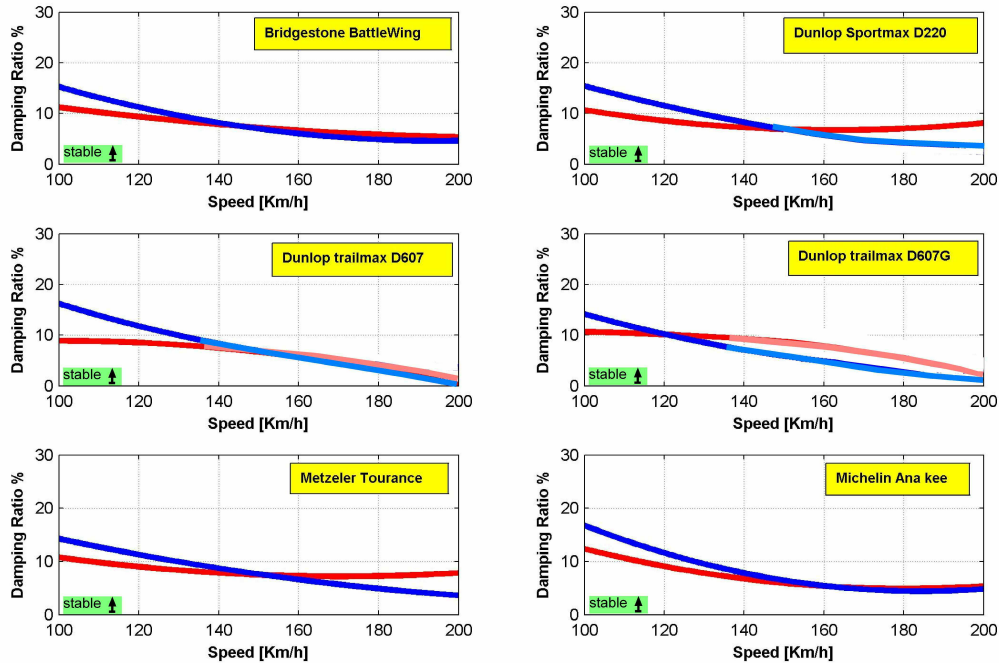 Bridgestone BattleWing
Damping Ratio %
30
20
10
0
stable
100 120 140 160 180 200
Speed [Km/h]
Dunlop Sportmax D220
Damping Ratio %
30
20
10
0
stable
100 120 140 160 180 200
Speed [Km/h]
Dunlop trailmax D607
Damping Ratio %
30
20
10
0
stable
100 120 140 160 180 200
Speed [Km/h]
Dunlop trailmax D607G
Damping Ratio %
30
20
10
0
stable
100 120 140 160 180 200
Speed [Km/h]
Metzeler Tourance
Damping Ratio %
30
20
10
0
stable
100 120 140 160 180 200
Speed [Km/h]
Michelin Ana kee
Damping Ratio %
30
20
10
0
stable
100 120 140 160 180 200
Speed [Km/h]